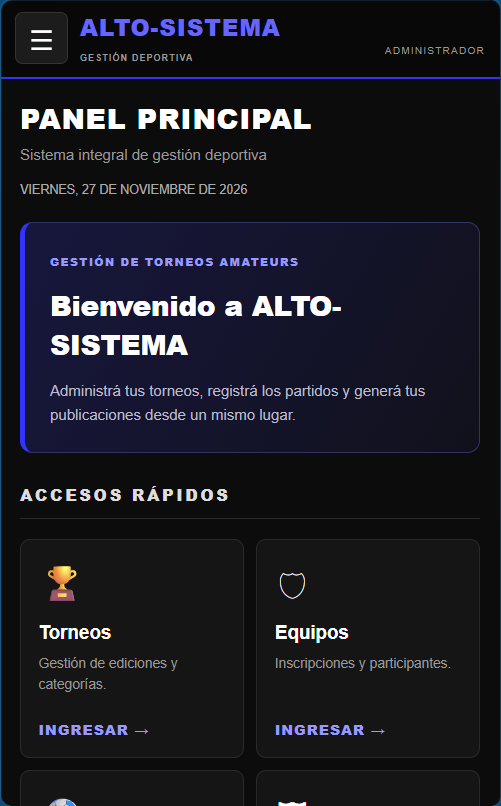 ☰
ALTO-SISTEMA
GESTIÓN DEPORTIVA
ADMINISTRADOR
PANEL PRINCIPAL
Sistema integral de gestión deportiva
VIERNES, 27 DE NOVIEMBRE DE 2026
GESTIÓN DE TORNEOS AMATEURS
Bienvenido a ALTO-
SISTEMA
Administrá tus torneos, registrá los partidos y generá tus
publicaciones desde un mismo lugar.
ACCESOS RÁPIDOS
Torneos
Gestión de ediciones y
categorías.
INGRESAR →
Equipos
Inscripciones y participantes.
INGRESAR →